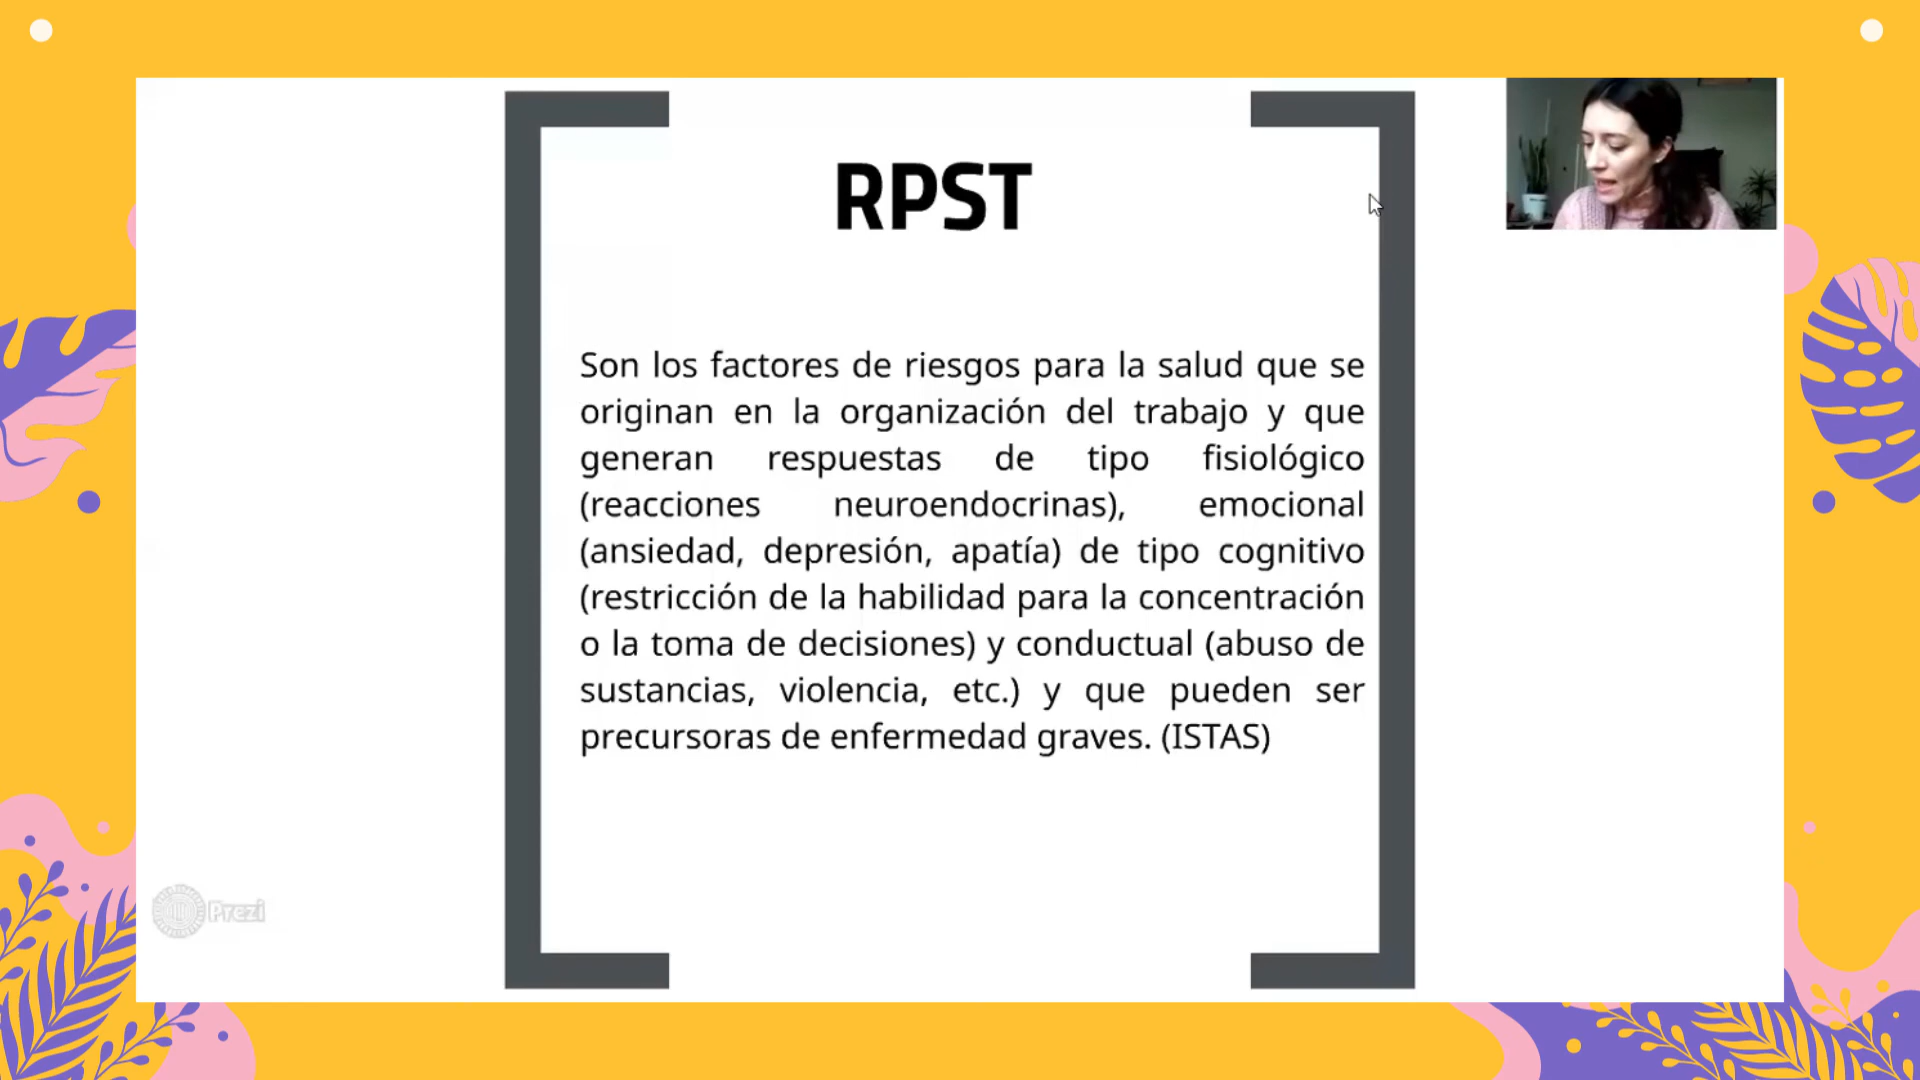 RPST
Son los factores de riesgos para la salud que se
originan en la organización del trabajo y que
generan respuestas de tipo fisiológico
(reacciones neuroendocrinas), emocional
(ansiedad, depresión, apatía) de tipo cognitivo
(restricción de la habilidad para la concentración
o la toma de decisiones) y conductual (abuso de
sustancias, violencia, etc.) y que pueden ser
precursoras de enfermedad graves. (ISTAS)
Prezi